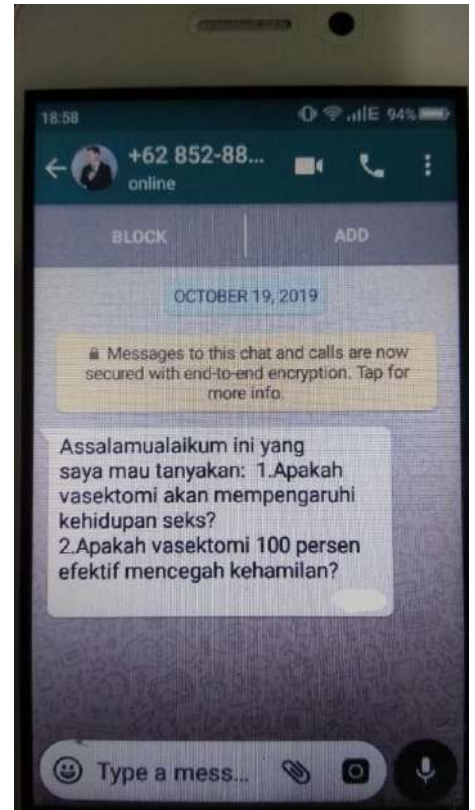 18:58
94%
+62 852-88...
online
BLOCK
ADD
OCTOBER 19, 2019
Messages to this chat and calls are now
secured with end-to-end encryption. Tap for
more info.
Assalamualaikum ini yang
saya mau tanyakan: 1.Apakah
vasektomi akan mempengaruhi
kehidupan seks?
2.Apakah vasektomi 100 persen
efektif mencegah kehamilan?
Type a mess...